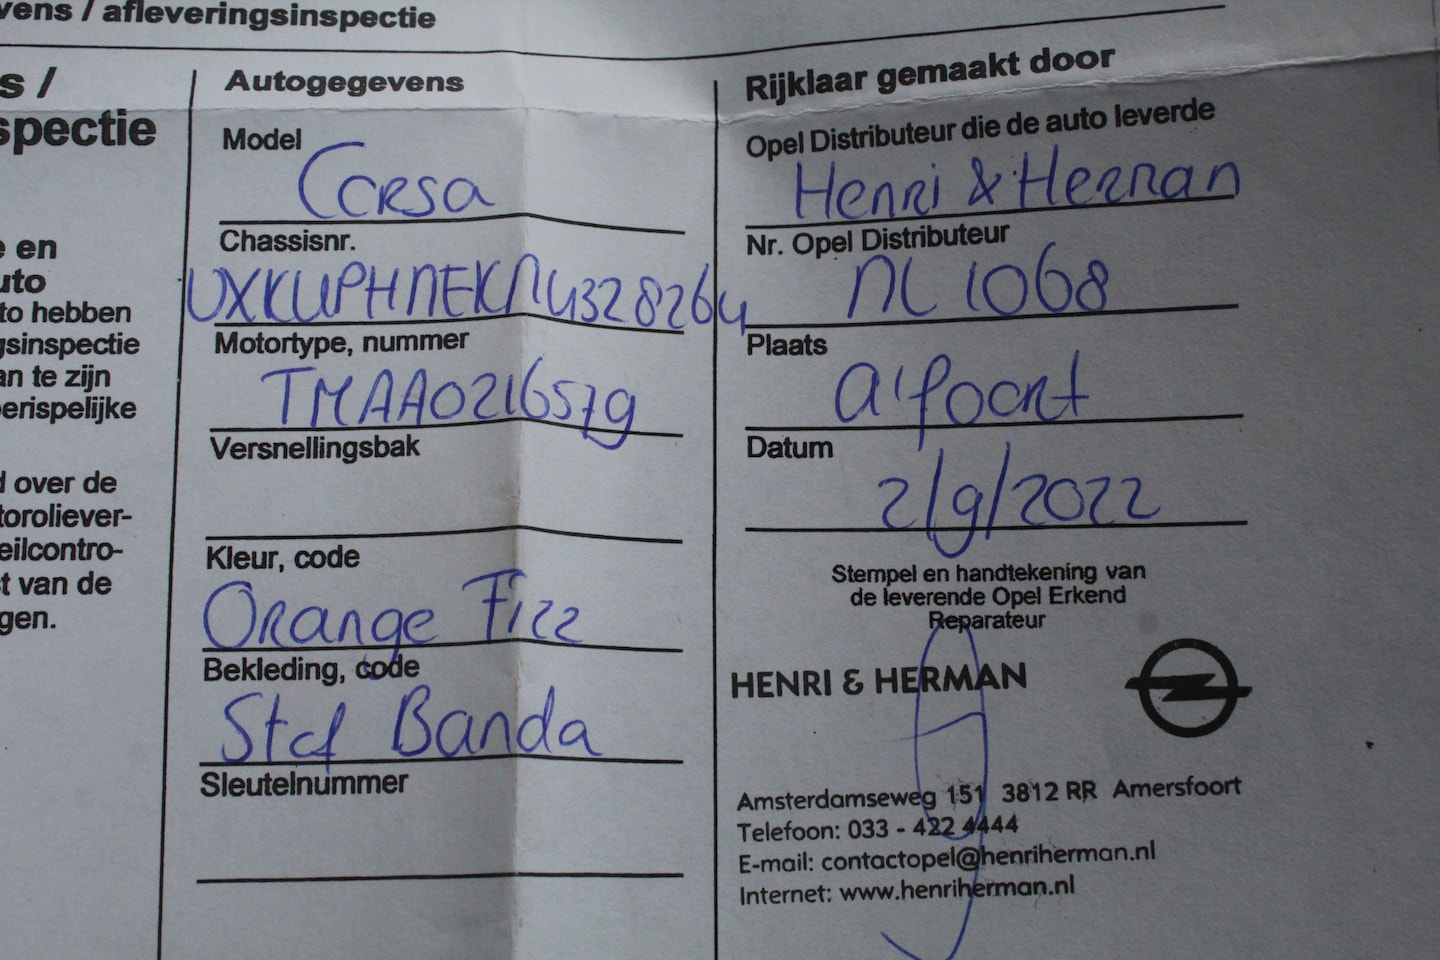 vens / afleveringsinspectie
s /
spectie
e en
uto
to hebben
gsinspectie
an te zijn
perispelijke
d over de
toroliever-
eilcontro-
t van de
gen.
Autogegevens
Model
Corsa
Chassisnr.
UXKUPHNEKN4328264
Motortype, nummer
TMAA0216579
Versnellingsbak
Kleur, code
Orange Fizz
Bekleding, code
Stof Banda
Sleutelnummer
Rijklaar gemaakt door
Opel Distributeur die de auto leverde
Henri & Herman
Nr. Opel Distributeur
NL 1068
Plaats
A'foort
Datum
2/9/2022
Stempel en handtekening van
de leverende Opel Erkend
Reparateur
HENRI & HERMAN
Amsterdamseweg 151 3812 RR Amersfoort
Telefoon: 033 - 422 4444
E-mail: contactopel@henriherman.nl
Internet: www.henriherman.nl